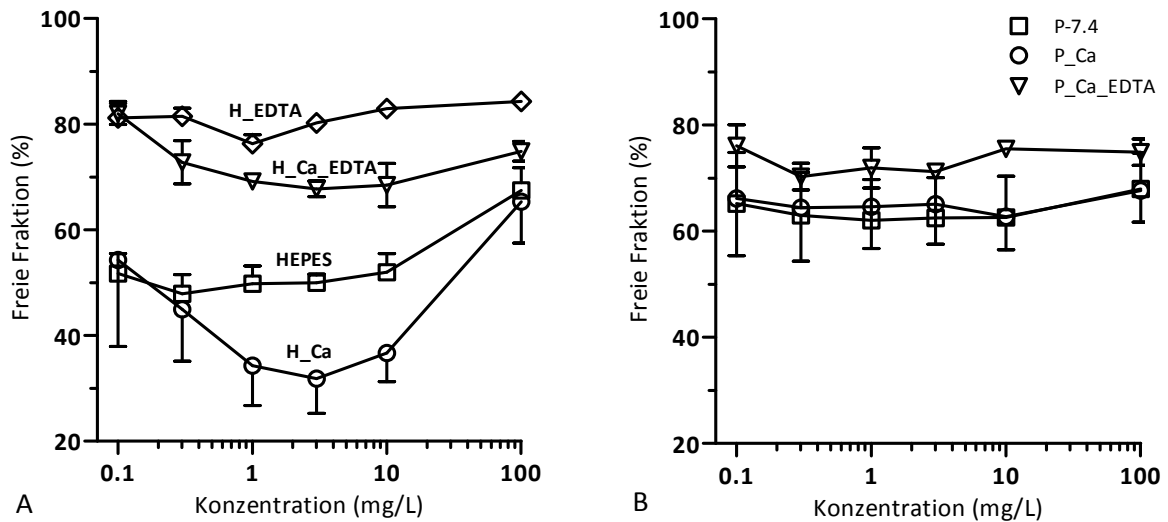 Freie Fraktion (%)
100
80
60
40
20
H_EDTA
H_Ca_EDTA
HEPES
H_Ca
0.1
1
10
100
A
Konzentration (mg/L)
Freie Fraktion (%)
100
80
60
40
20
P-7.4
P_Ca
P_Ca_EDTA
0.1
1
10
100
B
Konzentration (mg/L)